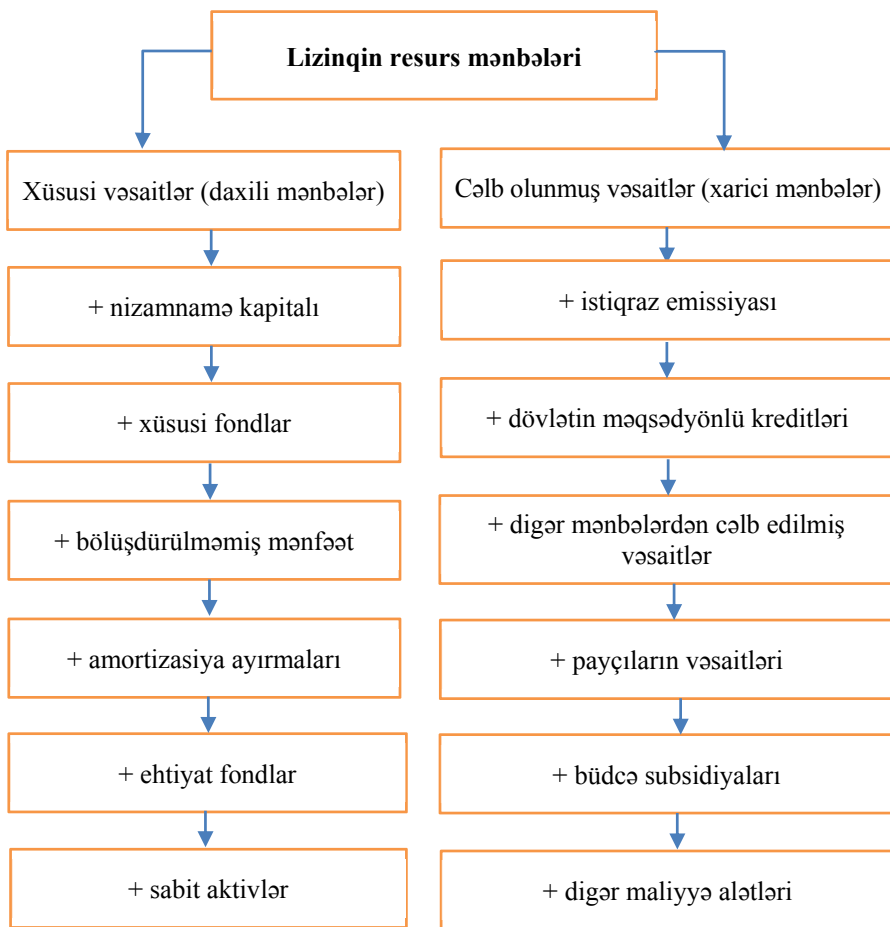 Lizinqin resurs mənbələri
Xüsusi vəsaitlər (daxili mənbələr)
+ nizamnamə kapitalı
+ xüsusi fondlar
+ bölüşdürülməmiş mənfəət
+ amortizasiya ayırmaları
+ ehtiyat fondlar
+ sabit aktivlər
Cəlb olunmuş vəsaitlər (xarici mənbələr)
+ istiqraz emissiyası
+ dövlətin məqsədyönlü kreditləri
+ digər mənbələrdən cəlb edilmiş
vəsaitlər
+ payçıların vəsaitləri
+ büdcə subsidiyaları
+ digər maliyyə alətləri